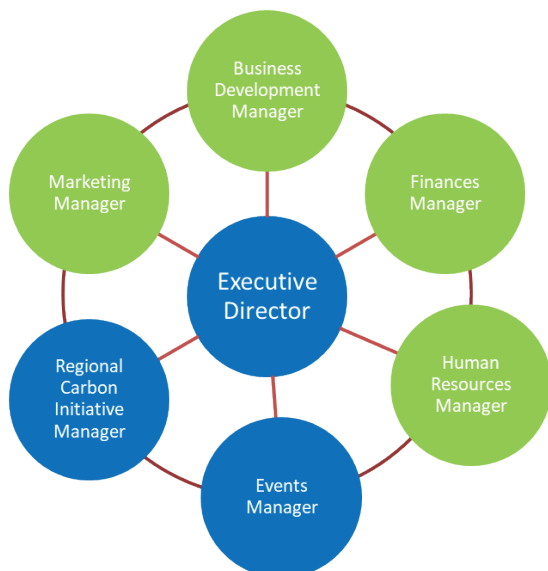 Business
Development
Manager
Marketing
Manager
Finances
Manager
Executive
Director
Regional
Carbon
Initiative
Manager
Human
Resources
Manager
Events
Manager